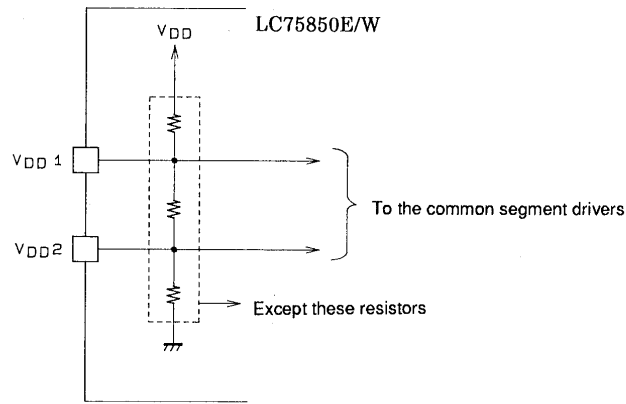 LC75850E/W
VDD
VDD 1
To the common segment drivers
VDD2
Except these resistors